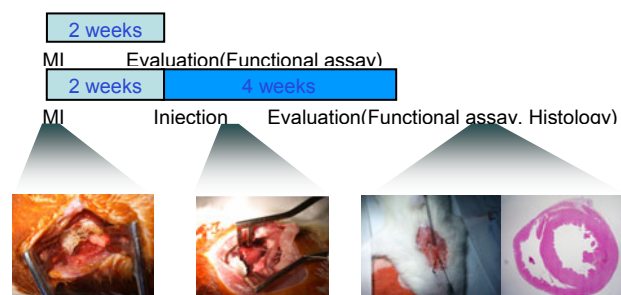 2 weeks
MI Evaluation(Functional assay)
2 weeks 4 weeks
MI Injection Evaluation(Functional assay, Histology)